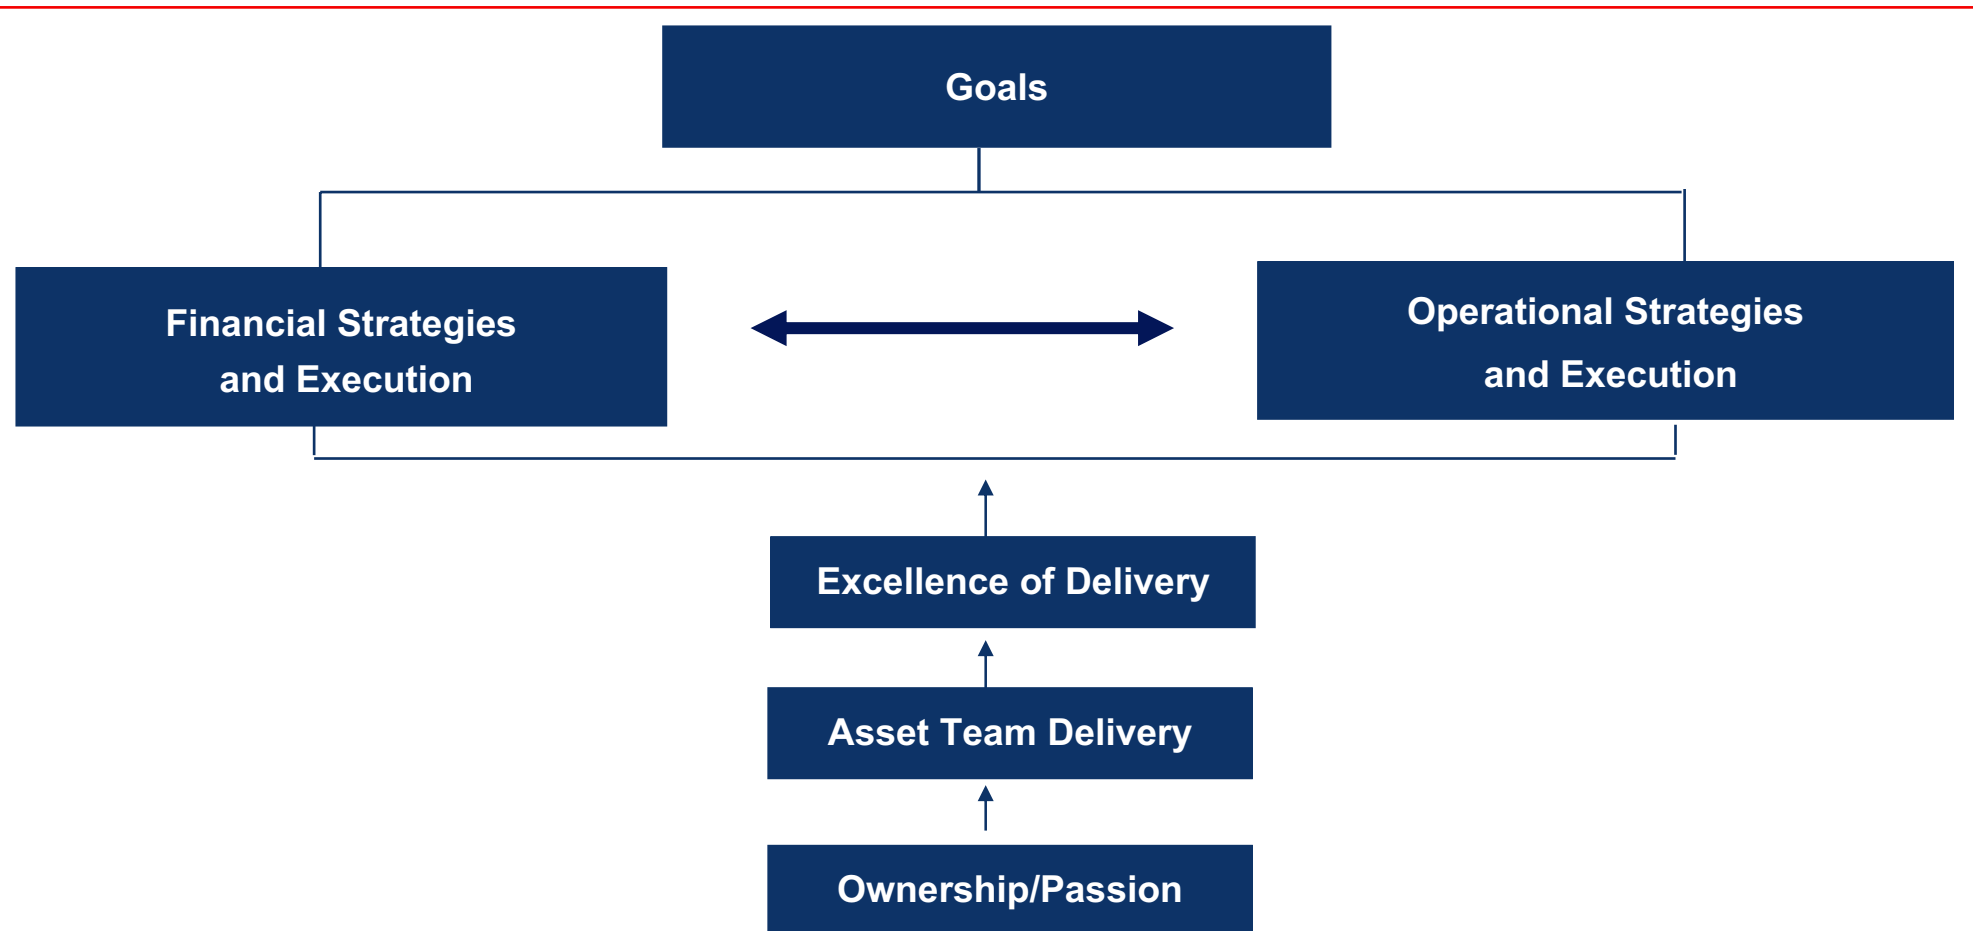 Goals
Financial Strategies
and Execution
Operational Strategies
and Execution
Excellence of Delivery
Asset Team Delivery
Ownership/Passion